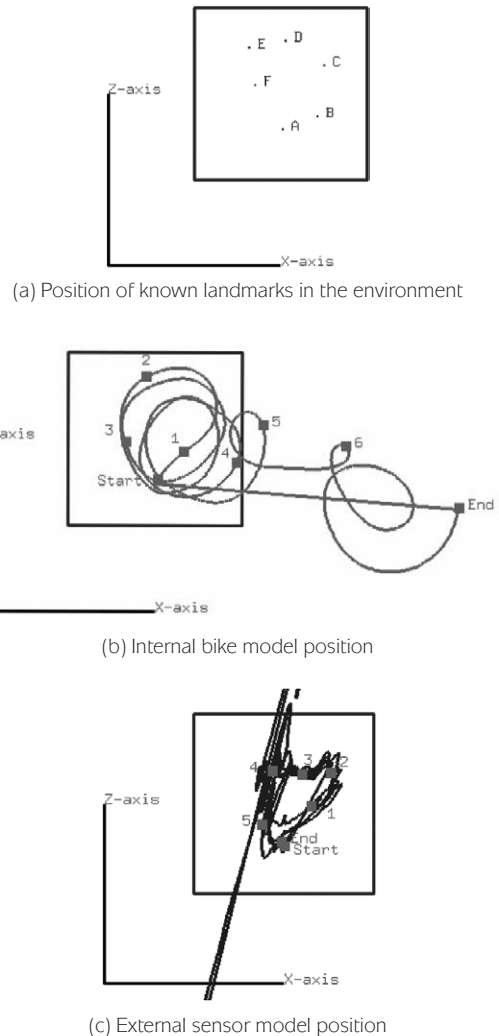 . E
. D
. C
. F
Z-axis
. B
. A
X-axis
(a) Position of known landmarks in the environment
2
axis
3
1
5
4
6
Start
End
X-axis
(b) Internal bike model position
4
3
2
Z-axis
1
5
End
Start
X-axis
(c) External sensor model position